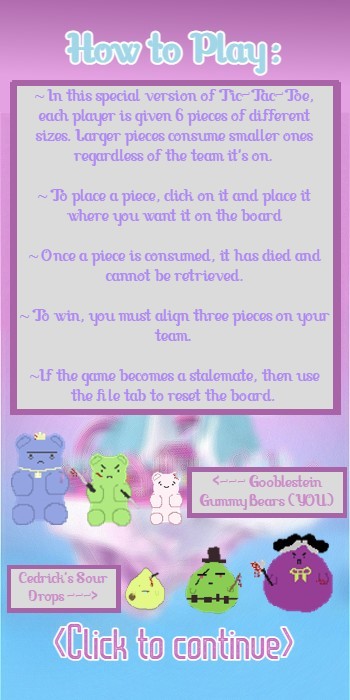 How to Play:
~ In this special version of Tic-Tac-Toe,
each player is given 6 pieces of different
sizes. Larger pieces consume smaller ones
regardless of the team it's on.
~ To place a piece, click on it and place it
where you want it on the board
~ Once a piece is consumed, it has died and
cannot be retrieved.
~ To win, you must align three pieces on your
team.
~If the game becomes a stalemate, then use
the file tab to reset the board.
<--- Gooblestein
Gummy Bears (YOU)
Cedrick's Sour
Drops --->
<Click to continue>